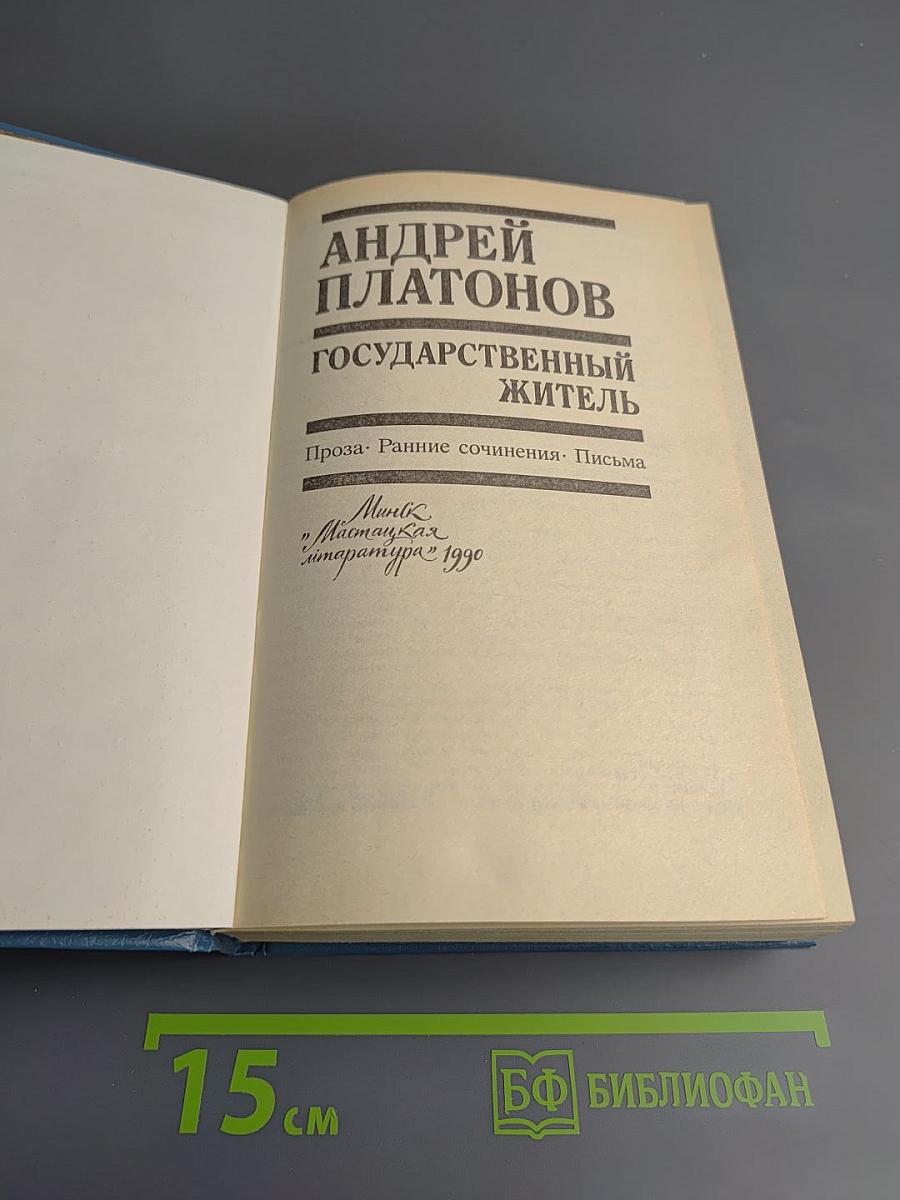 АНДРЕЙ
ПЛАТОНОВ
ГОСУДАРСТВЕННЫЙ
ЖИТЕЛЬ
Проза· Ранние сочинения· Письма
Минск
„Мастацкая
літаратура” 1990
15 см
БФ БИБЛИОФАН